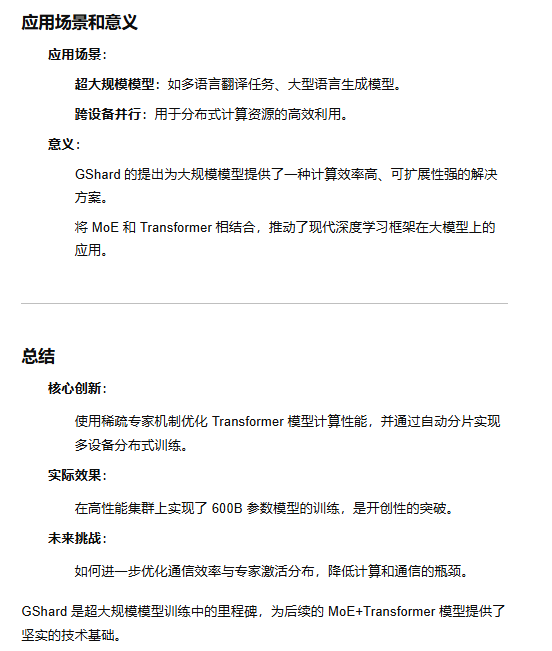 应用场景和意义
应用场景：
超大规模模型：如多语言翻译任务、大型语言生成模型。
跨设备并行：用于分布式计算资源的高效利用。
意义：
GShard 的提出为大规模模型提供了一种计算效率高、可扩展性强的解决
方案。
将 MoE 和 Transformer 相结合，推动了现代深度学习框架在大模型上的
应用。
总结
核心创新：
使用稀疏专家机制优化 Transformer 模型计算性能，并通过自动分片实现
多设备分布式训练。
实际效果：
在高性能集群上实现了 600B 参数模型的训练，是开创性的突破。
未来挑战：
如何进一步优化通信效率与专家激活分布，降低计算和通信的瓶颈。
GShard 是超大规模模型训练中的里程碑，为后续的 MoE+Transformer 模型提供了
坚实的技术基础。